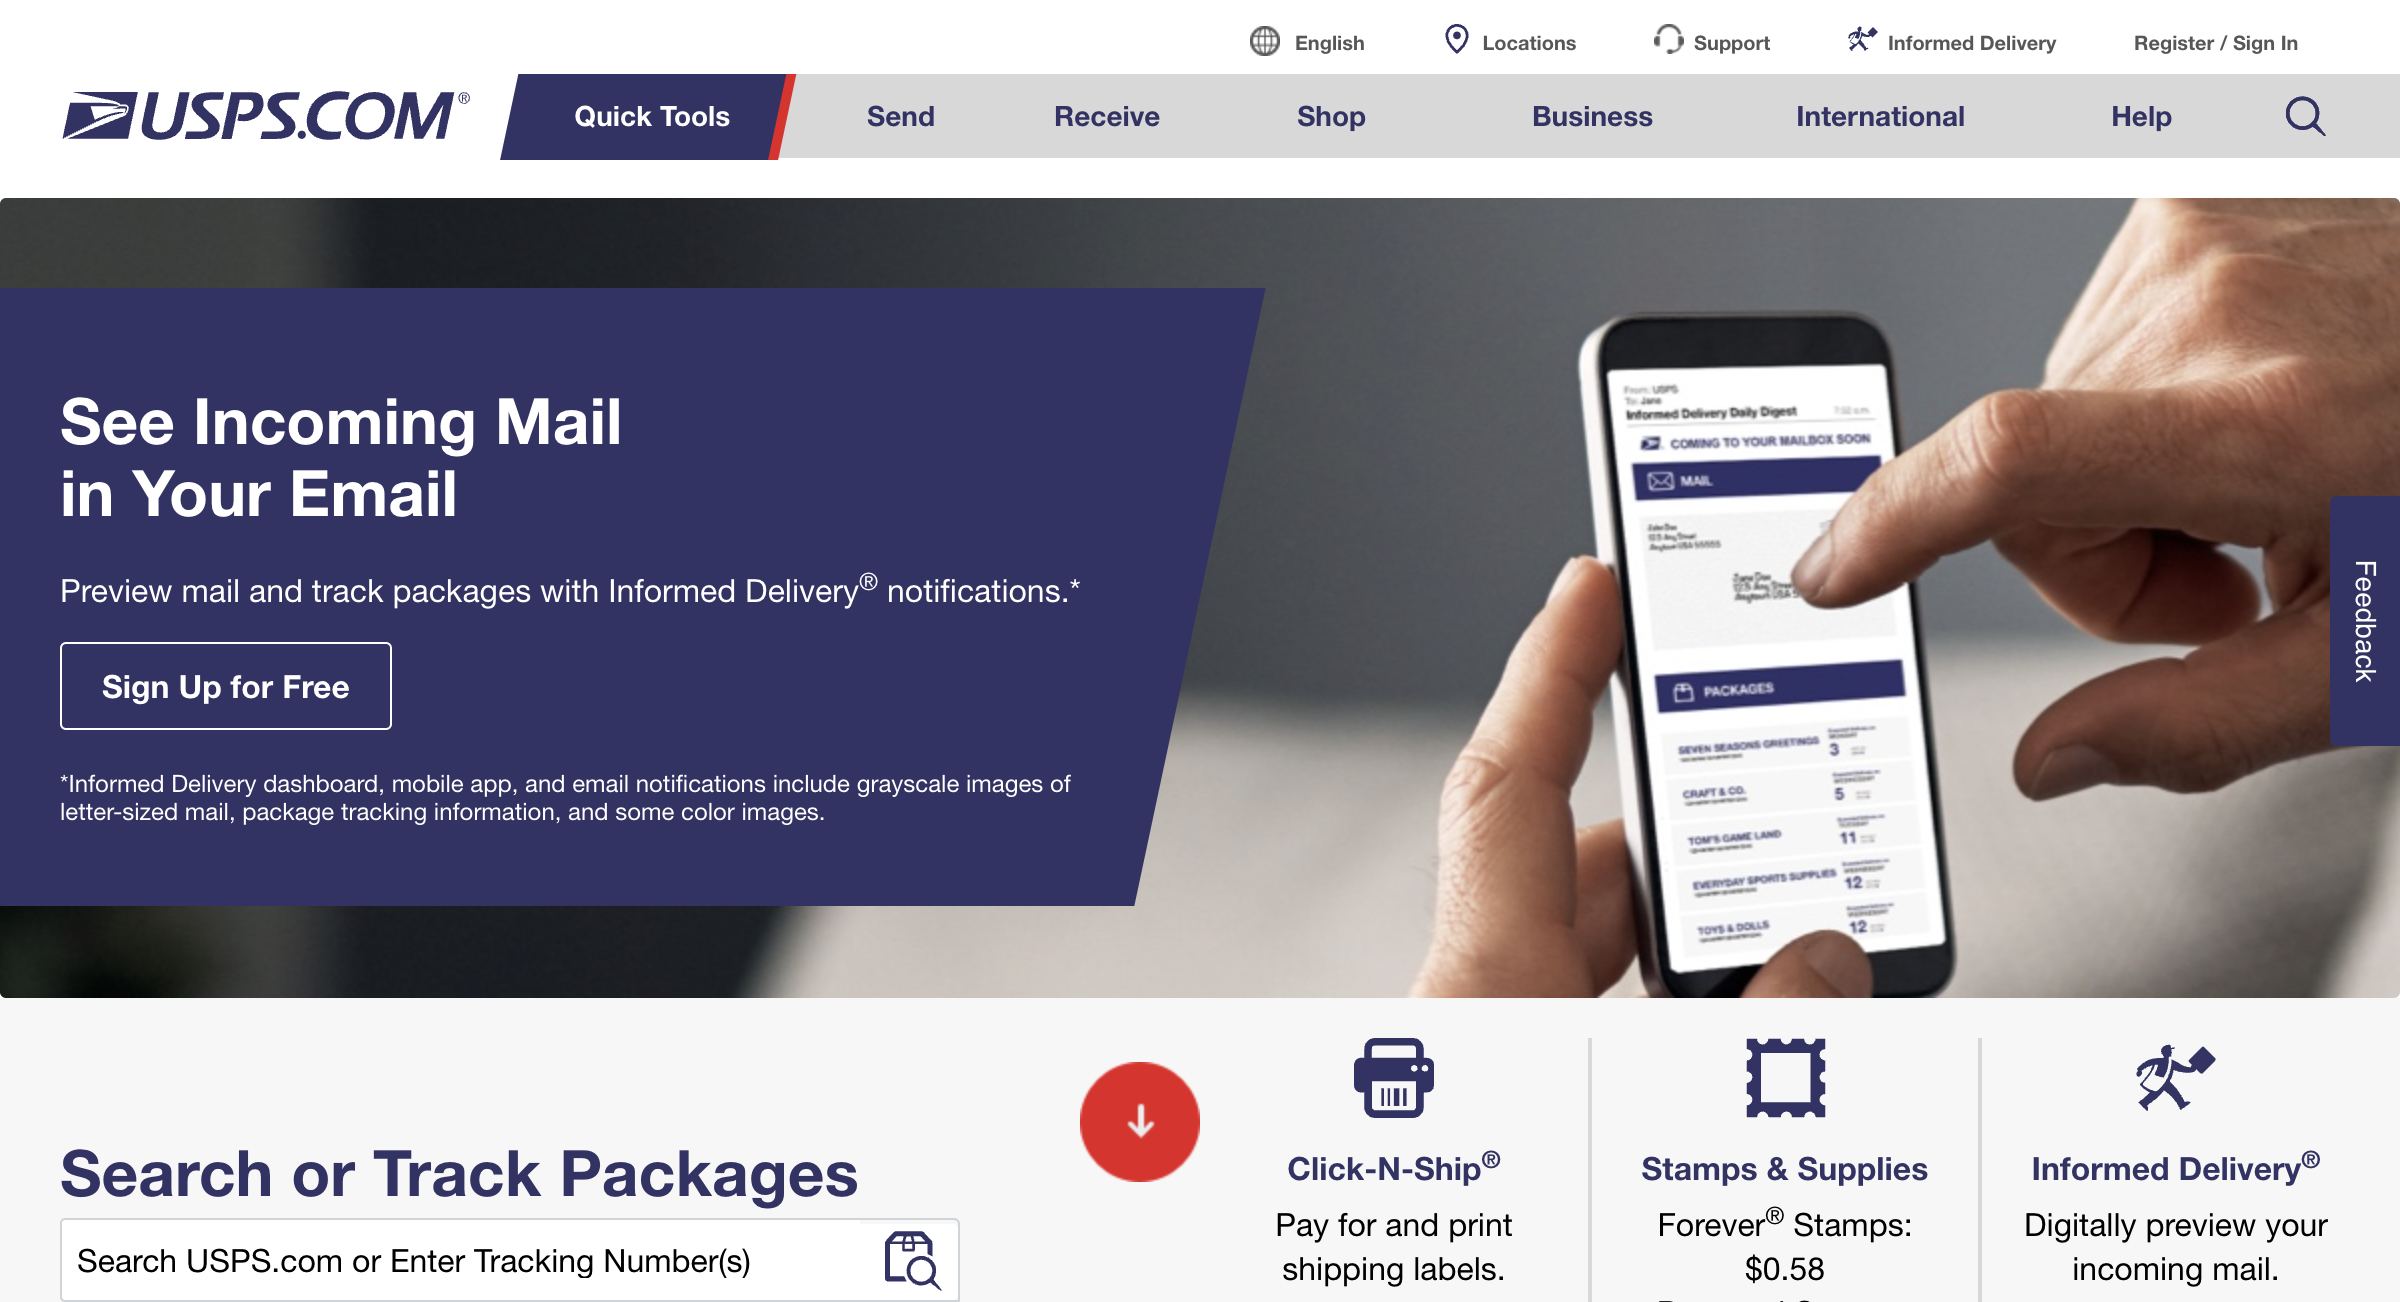 English
Locations
Support
Informed Delivery
Register / Sign In
USPS.COM®
Quick Tools
Send
Receive
Shop
Business
International
Help
See Incoming Mail
in Your Email
Preview mail and track packages with Informed Delivery® notifications.*
Sign Up for Free
*Informed Delivery dashboard, mobile app, and email notifications include grayscale images of
letter-sized mail, package tracking information, and some color images.
From: USPS
To: Jane
Informed Delivery Daily Digest
COMING TO YOUR MAILBOX SOON
MAIL
PACKAGES
SEVEN SEASONS GREETINGS
3
CRAFT & CO.
5
TOM'S GAME LAND
11
EVERYDAY SPORTS SUPPLIES
12
TOYS & DOLLS
12
Feedback
Search or Track Packages
Search USPS.com or Enter Tracking Number(s)
Click-N-Ship®
Pay for and print
shipping labels.
Stamps & Supplies
Forever® Stamps:
$0.58
Informed Delivery®
Digitally preview your
incoming mail.